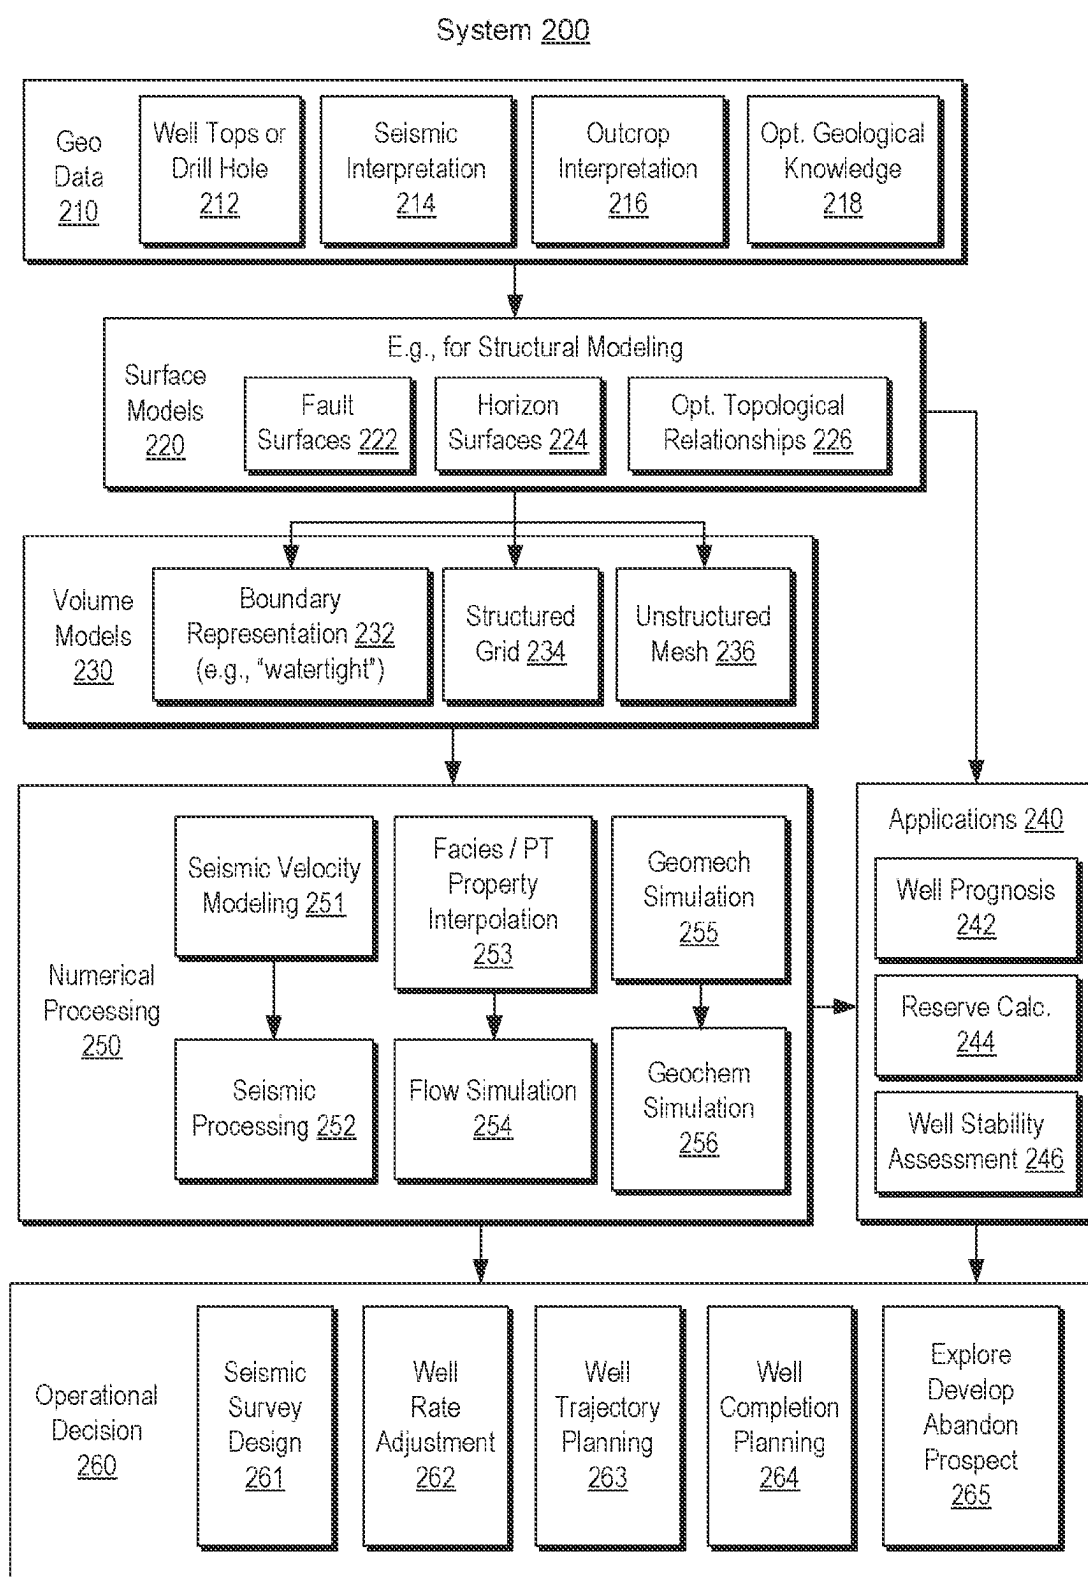 System 200
Geo
Data
210
Well Tops or
Drill Hole
212
Seismic
Interpretation
214
Outcrop
Interpretation
216
Opt. Geological
Knowledge
218
E.g., for Structural Modeling
Surface
Models
220
Fault
Surfaces 222
Horizon
Surfaces 224
Opt. Topological
Relationships 226
Volume
Models
230
Boundary
Representation 232
(e.g., “watertight”)
Structured
Grid 234
Unstructured
Mesh 236
Numerical
Processing
250
Seismic Velocity
Modeling 251
Facies / PT
Property
Interpolation
253
Geomech
Simulation
255
Seismic
Processing 252
Flow Simulation
254
Geochem
Simulation
256
Applications 240
Well Prognosis
242
Reserve Calc.
244
Well Stability
Assessment 246
Operational
Decision
260
Seismic
Survey
Design
261
Well
Rate
Adjustment
262
Well
Trajectory
Planning
263
Well
Completion
Planning
264
Explore
Develop
Abandon
Prospect
265